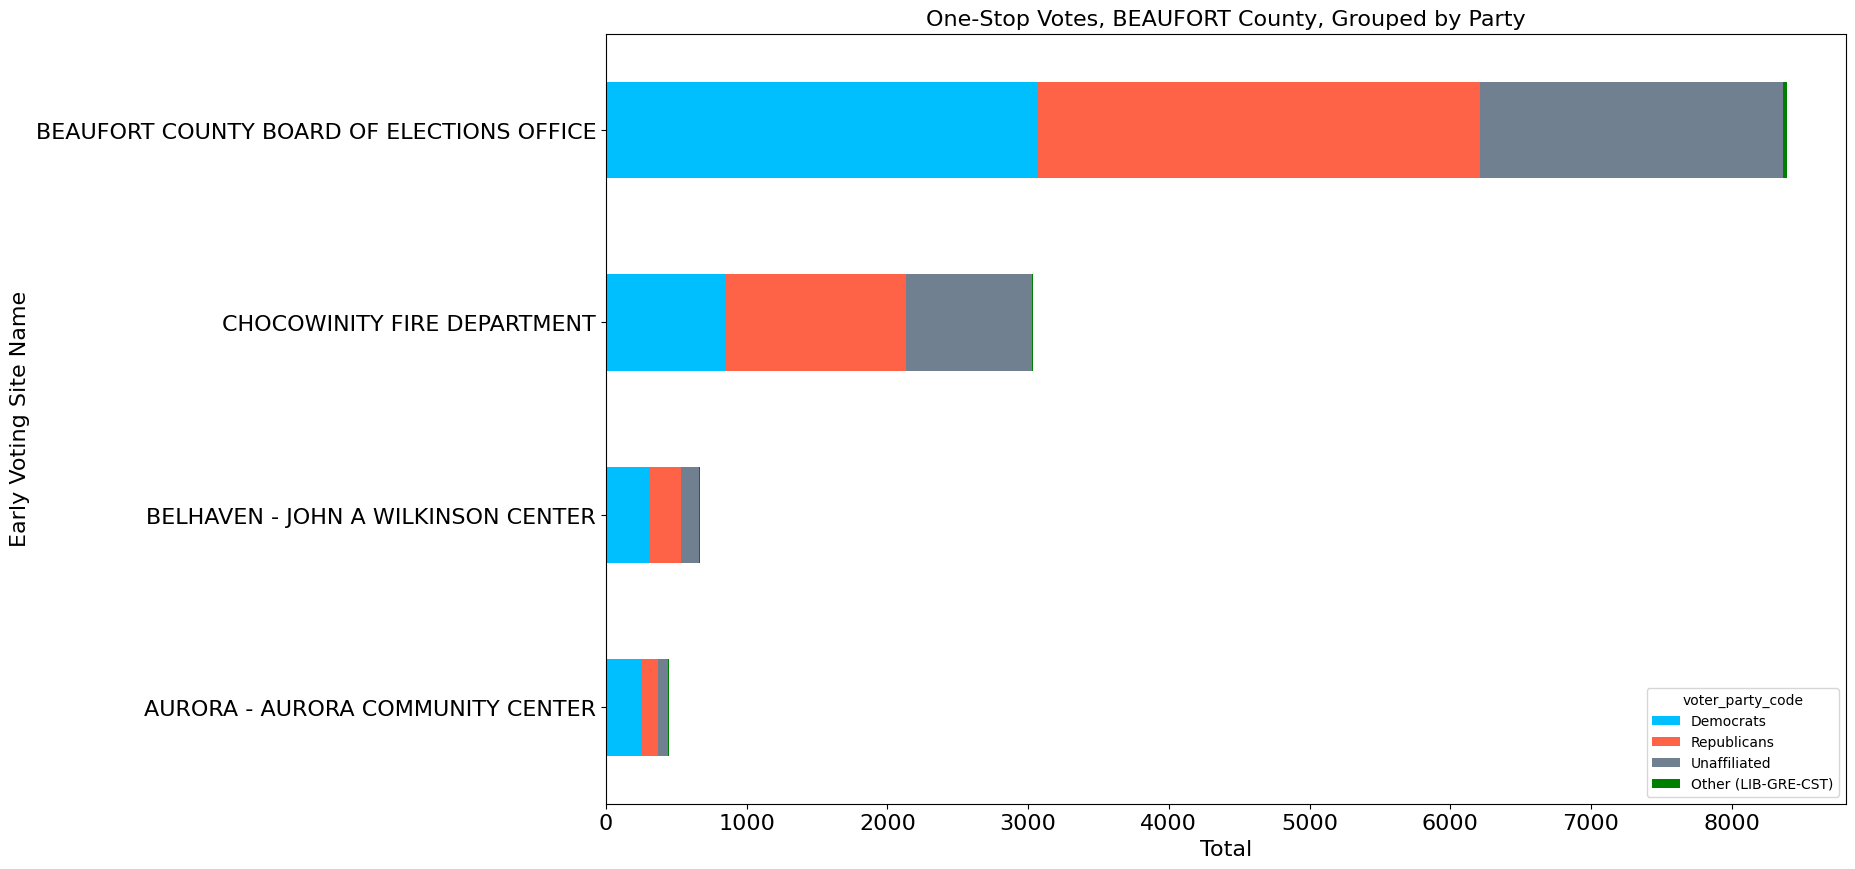 One-Stop Votes, BEAUFORT County, Grouped by Party
Early Voting Site Name
BEAUFORT COUNTY BOARD OF ELECTIONS OFFICE
CHOCOWINITY FIRE DEPARTMENT
BELHAVEN - JOHN A WILKINSON CENTER
AURORA - AURORA COMMUNITY CENTER
voter_party_code
Democrats
Republicans
Unaffiliated
Other (LIB-GRE-CST)
0 1000 2000 3000 4000 5000 6000 7000 8000
Total